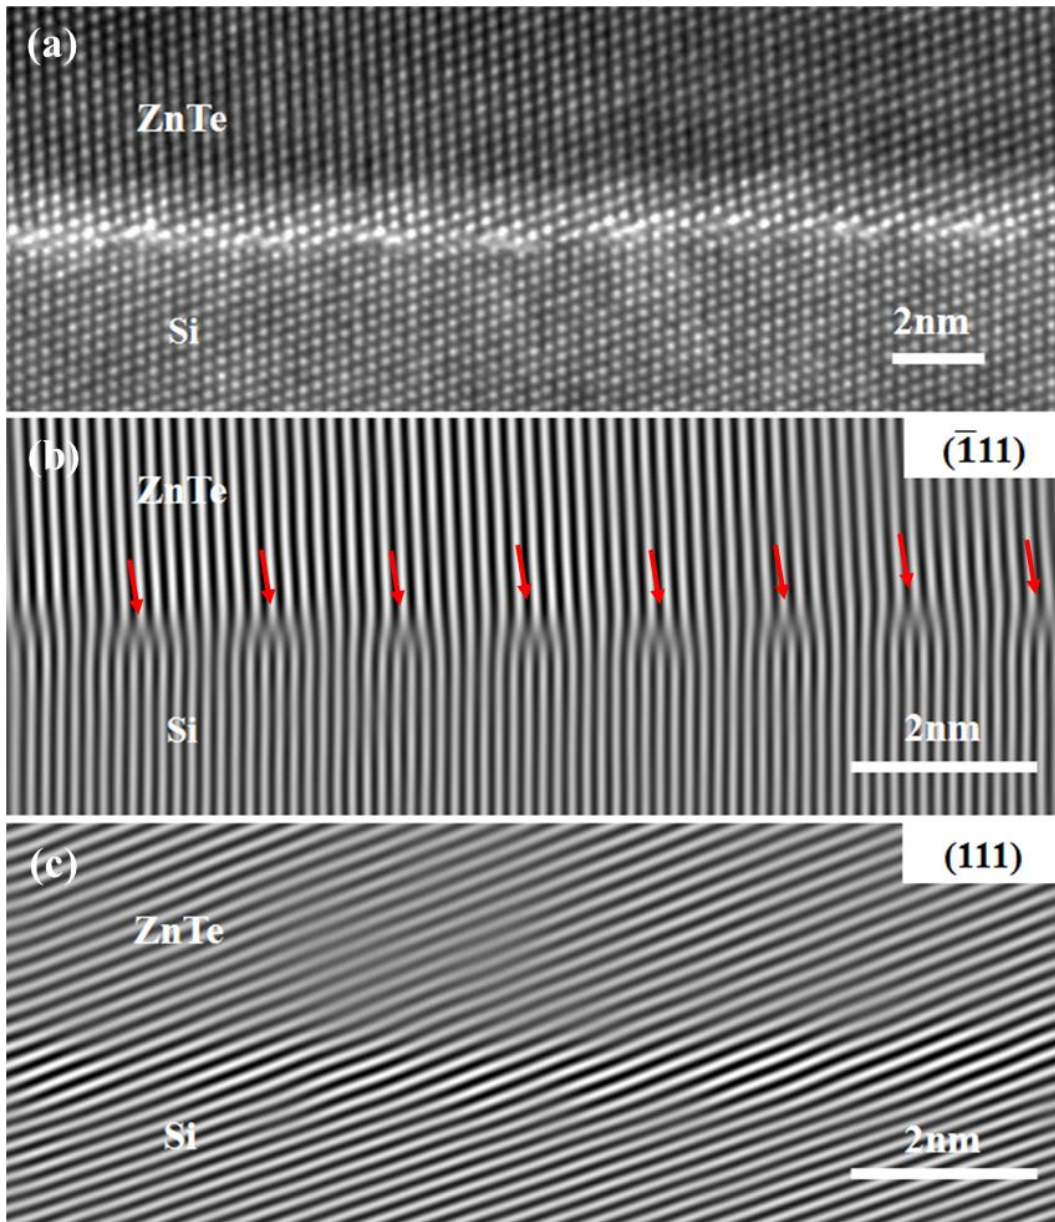 (a)
ZnTe
Si
2nm
(b)
(1̅11)
ZnTe
Si
2nm
(c)
(111)
ZnTe
Si
2nm